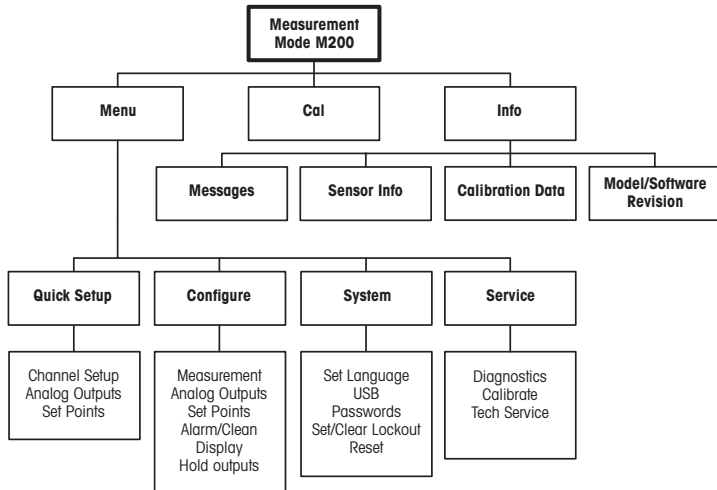 Measurement
Mode M200
Menu
Cal
Info
Messages
Sensor Info
Calibration Data
Model/Software
Revision
Quick Setup
Configure
System
Service
Channel Setup
Analog Outputs
Set Points
Measurement
Analog Outputs
Set Points
Alarm/Clean
Display
Hold outputs
Set Language
USB
Passwords
Set/Clear Lockout
Reset
Diagnostics
Calibrate
Tech Service